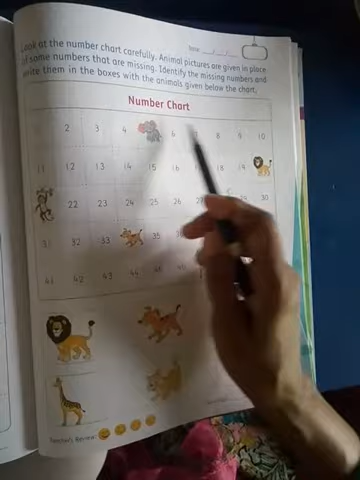 Date
Look at the number chart carefully. Animal pictures are given in place
of some numbers that are missing. Identify the missing numbers and
write them in the boxes with the animals given below the chart.
Number Chart
2 3 4 6 8 9 10
11 12 13 14 15 16 18 19
22 23 24 25 26 30
31 32 33 35
41 42 43 44
Teacher's Review: